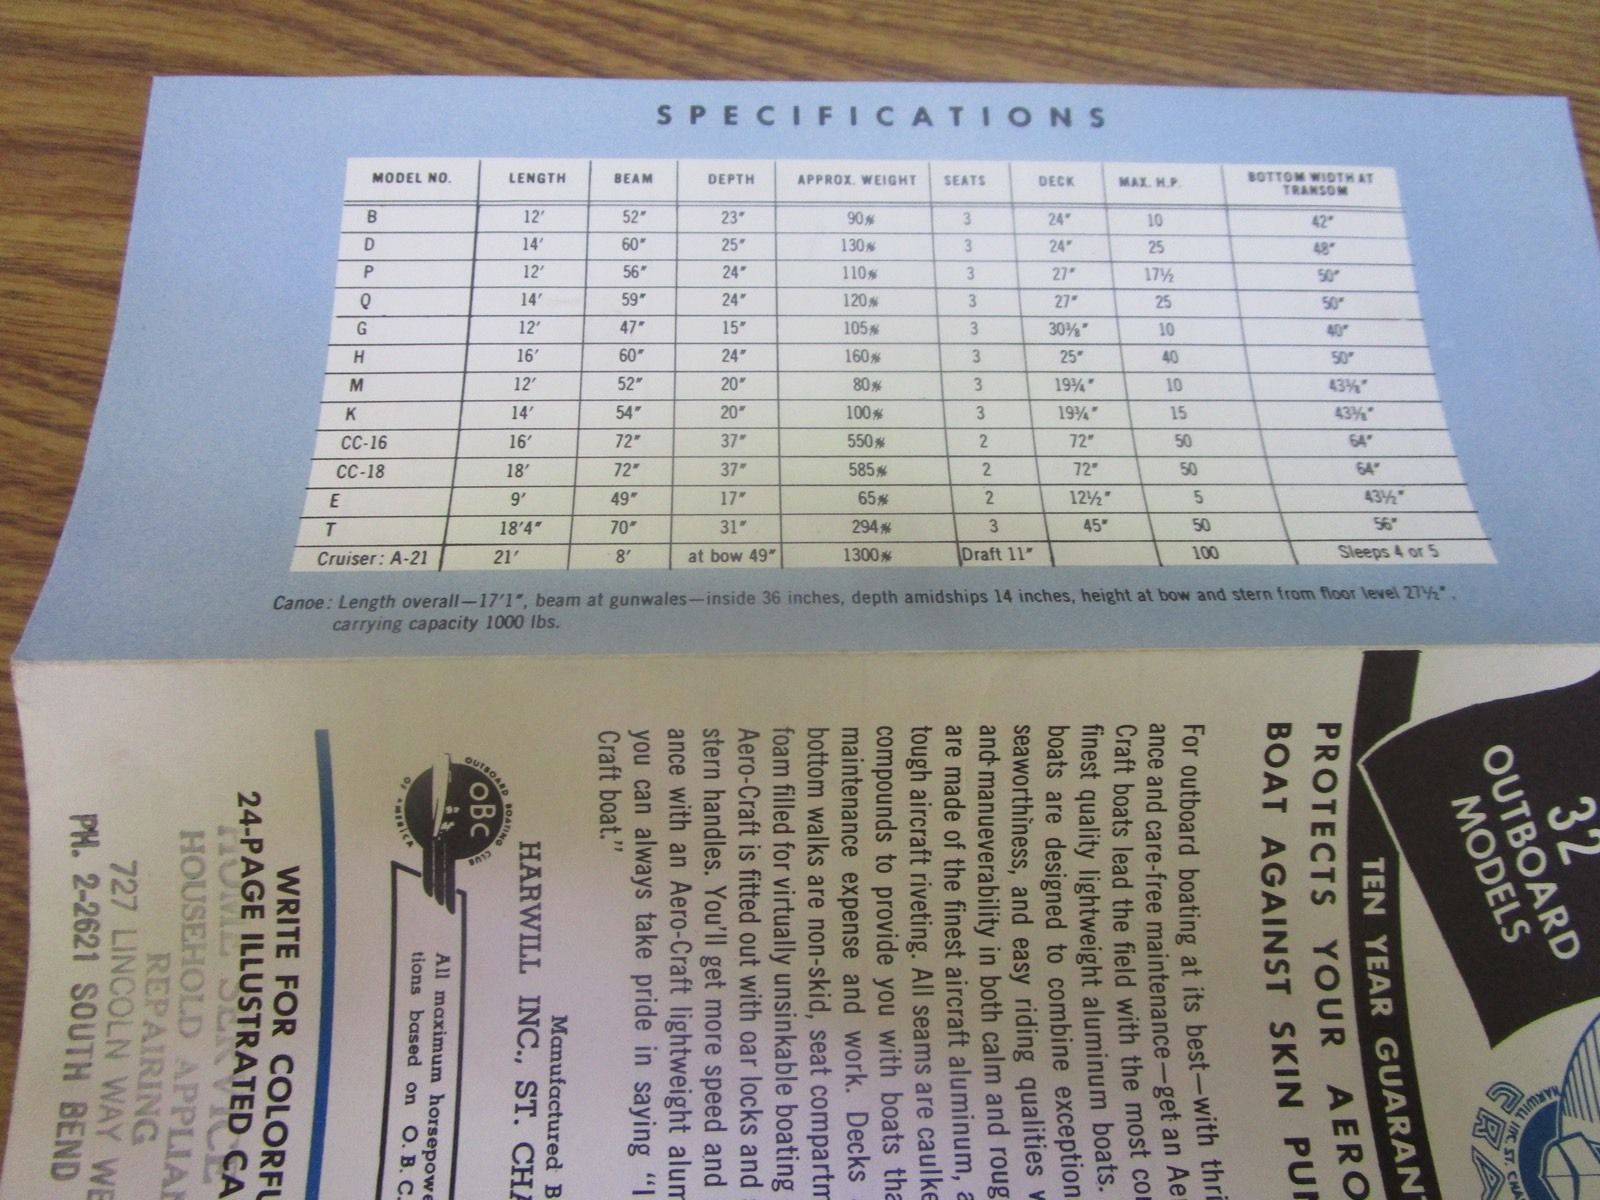 SPECIFICATIONS
MODEL NO. LENGTH BEAM DEPTH APPROX. WEIGHT SEATS DECK MAX. H.P. BOTTOM WIDTH AT TRANSOM
B 12' 52" 23" 90# 3 24" 10 42"
D 14' 60" 25" 130# 3 24" 25 48"
P 12' 56" 24" 110# 3 27" 17½ 50"
Q 14' 59" 24" 120# 3 27" 25 50"
G 12' 47" 15" 105# 3 30⅜" 10 40"
H 16' 60" 24" 160# 3 25" 40 50"
M 12' 52" 20" 80# 3 19¾" 10 43⅜"
K 14' 54" 20" 100# 3 19¾" 15 43⅜"
CC-16 16' 72" 37" 550# 2 72" 50 64"
CC-18 18' 72" 37" 585# 2 72" 50 64"
E 9' 49" 17" 65# 2 12½" 5 43½"
T 18'4" 70" 31" 294# 3 45" 50 56"
Cruiser: A-21 21' 8' at bow 49" 1300# Draft 11" 100 Sleeps 4 or 5
Canoe: Length overall—17'1", beam at gunwales—inside 36 inches, depth amidships 14 inches, height at bow and stern from floor level 27½",
carrying capacity 1000 lbs.
32
OUTBOARD
MODELS
HARWILL INC. ST. CH
CRA
TEN YEAR GUARAN
PROTECTS YOUR AERO
BOAT AGAINST SKIN PU
For outboard boating at its best—with thri
ance and care-free maintenance—get an Ae
Craft boats lead the field with the most co
finest quality lightweight aluminum boats.
boats are designed to combine exception
seaworthiness, and easy riding qualities w
and manueverability in both calm and roug
are made of the finest aircraft aluminum, a
tough aircraft riveting. All seams are caulke
compounds to provide you with boats tha
maintenance expense and work. Decks
bottom walks are non-skid, seat compartm
foam filled for virtually unsinkable boating
Aero-Craft is fitted out with oar locks and
stern handles. You'll get more speed and
ance with an Aero-Craft lightweight alum
you can always take pride in saying "I
Craft boat."
Manufactured B
HARWILL INC., ST. CHA
OUTBOARD BOATING CLUB
OBC
OF AMERICA
All maximum horsepowe
tions based on O.B.C.
WRITE FOR COLORFU
24-PAGE ILLUSTRATED CA
HOME SERVICE
HOUSEHOLD APPLIA
REPAIRING
727 LINCOLN WAY WE
PH. 2-2621 SOUTH BEND